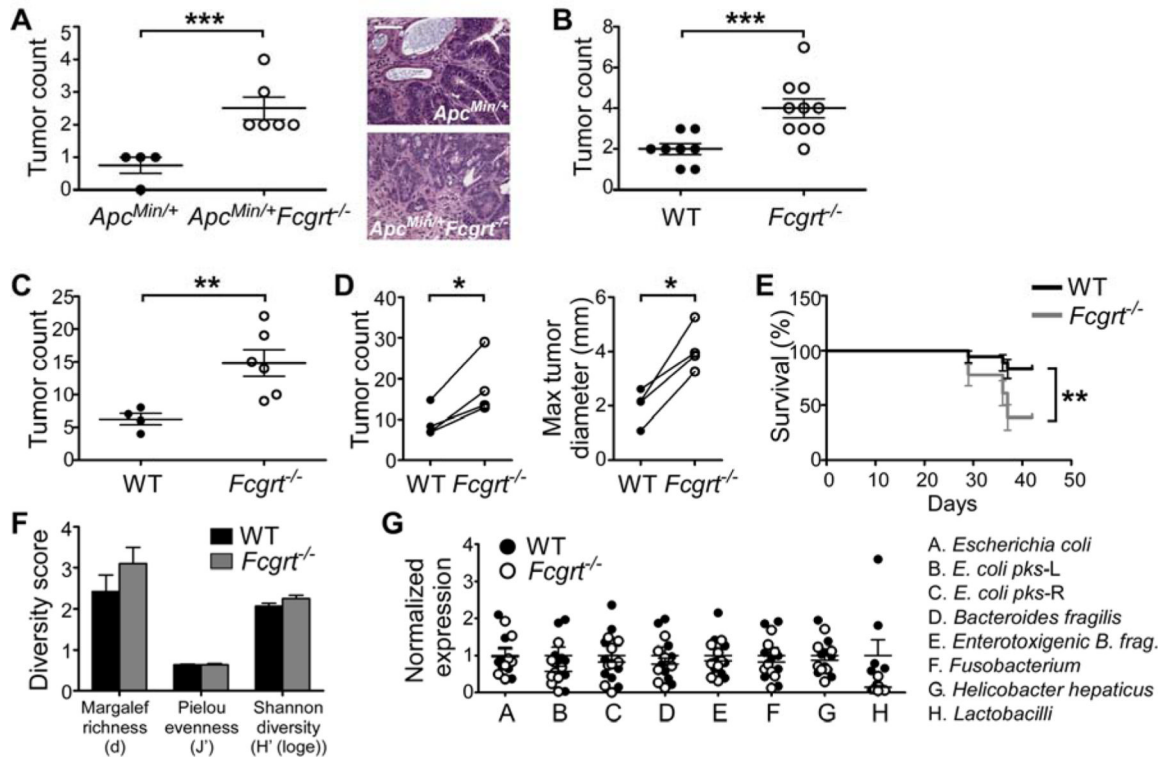 A
***
Tumor count
5
4
3
2
1
0
Apc^Min/+
Apc^Min/+Fcgrt^-/-
Apc^Min/+
Apc^Min/+Fcgrt^-/-
B
***
Tumor count
8
6
4
2
0
WT
Fcgrt^-/-
C
**
Tumor count
25
20
15
10
5
0
WT
Fcgrt^-/-
D
*
Tumor count
40
30
20
10
0
WT Fcgrt^-/-
*
Max tumor
diameter (mm)
6
4
2
0
WT Fcgrt^-/-
E
WT
Fcgrt^-/-
Survival (%)
150
100
50
0
**
0 10 20 30 40 50
Days
F
WT
Fcgrt^-/-
Diversity score
4
3
2
1
0
Margalef
richness
(d)
Pielou
evenness
(J')
Shannon
diversity
(H' (loge))
G
WT
Fcgrt^-/-
Normalized
expression
4
3
2
1
0
A B C D E F G H
A. Escherichia coli
B. E. coli pks-L
C. E. coli pks-R
D. Bacteroides fragilis
E. Enterotoxigenic B. frag.
F. Fusobacterium
G. Helicobacter hepaticus
H. Lactobacilli